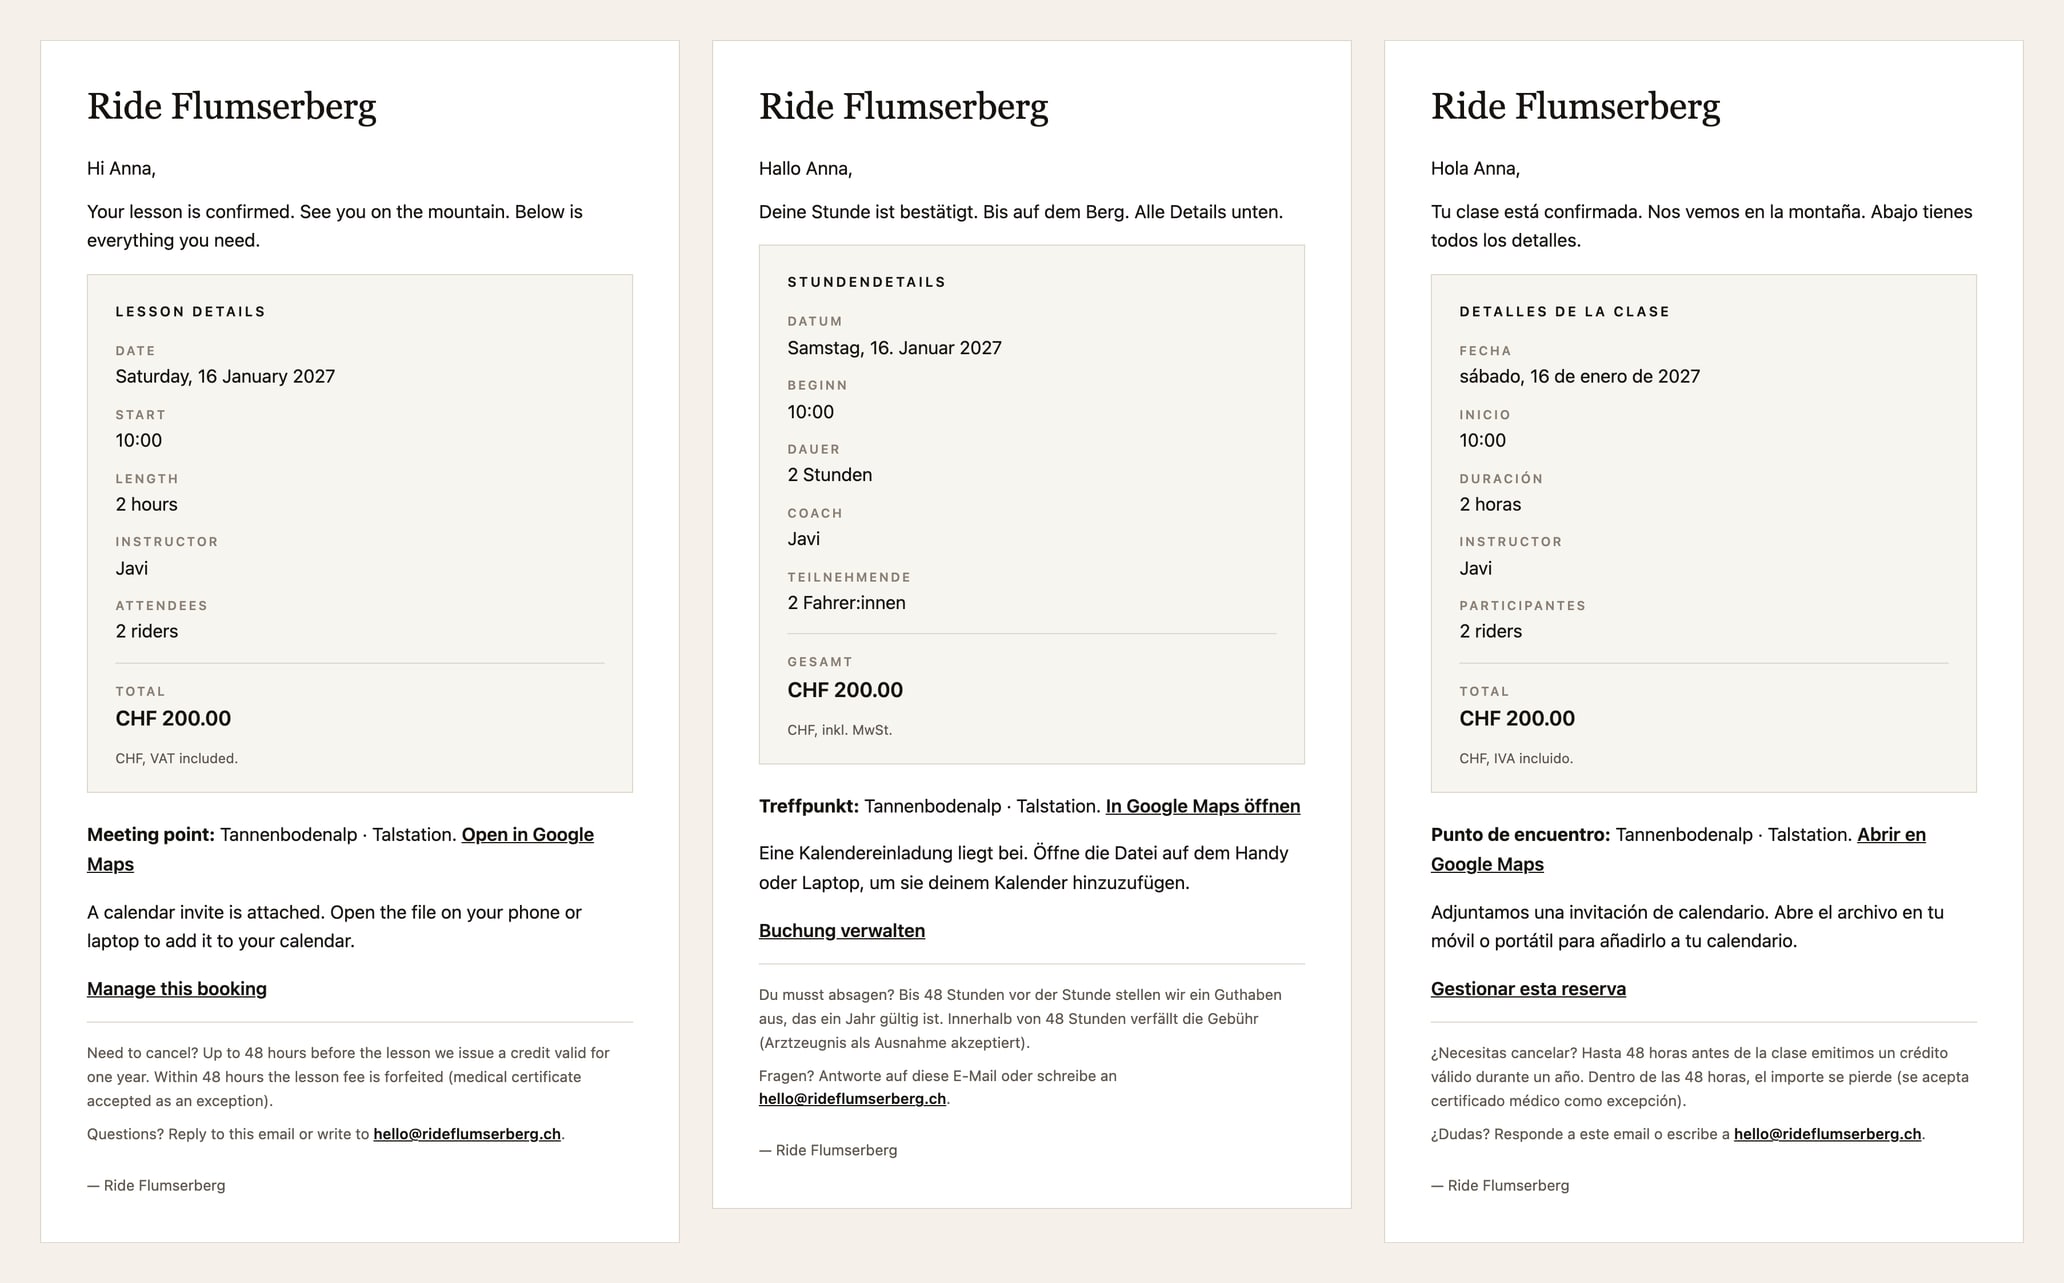 Ride Flumserberg
Hi Anna,
Your lesson is confirmed. See you on the mountain. Below is
everything you need.
LESSON DETAILS
DATE
Saturday, 16 January 2027
START
10:00
LENGTH
2 hours
INSTRUCTOR
Javi
ATTENDEES
2 riders
TOTAL
CHF 200.00
CHF, VAT included.
Meeting point: Tannenbodenalp · Talstation. Open in Google
Maps
A calendar invite is attached. Open the file on your phone or
laptop to add it to your calendar.
Manage this booking
Need to cancel? Up to 48 hours before the lesson we issue a credit valid for
one year. Within 48 hours the lesson fee is forfeited (medical certificate
accepted as an exception).
Questions? Reply to this email or write to hello@rideflumserberg.ch.
— Ride Flumserberg
Ride Flumserberg
Hallo Anna,
Deine Stunde ist bestätigt. Bis auf dem Berg. Alle Details unten.
STUNDENDETAILS
DATUM
Samstag, 16. Januar 2027
BEGINN
10:00
DAUER
2 Stunden
COACH
Javi
TEILNEHMENDE
2 Fahrer:innen
GESAMT
CHF 200.00
CHF, inkl. MwSt.
Treffpunkt: Tannenbodenalp · Talstation. In Google Maps öffnen
Eine Kalendereinladung liegt bei. Öffne die Datei auf dem Handy
oder Laptop, um sie deinem Kalender hinzuzufügen.
Buchung verwalten
Du musst absagen? Bis 48 Stunden vor der Stunde stellen wir ein Guthaben
aus, das ein Jahr gültig ist. Innerhalb von 48 Stunden verfällt die Gebühr
(Arztzeugnis als Ausnahme akzeptiert).
Fragen? Antworte auf diese E-Mail oder schreibe an
hello@rideflumserberg.ch.
— Ride Flumserberg
Ride Flumserberg
Hola Anna,
Tu clase está confirmada. Nos vemos en la montaña. Abajo tienes
todos los detalles.
DETALLES DE LA CLASE
FECHA
sábado, 16 de enero de 2027
INICIO
10:00
DURACIÓN
2 horas
INSTRUCTOR
Javi
PARTICIPANTES
2 riders
TOTAL
CHF 200.00
CHF, IVA incluido.
Punto de encuentro: Tannenbodenalp · Talstation. Abrir en
Google Maps
Adjuntamos una invitación de calendario. Abre el archivo en tu
móvil o portátil para añadirlo a tu calendario.
Gestionar esta reserva
¿Necesitas cancelar? Hasta 48 horas antes de la clase emitimos un crédito
válido durante un año. Dentro de las 48 horas, el importe se pierde (se acepta
certificado médico como excepción).
¿Dudas? Responde a este email o escribe a hello@rideflumserberg.ch.
— Ride Flumserberg